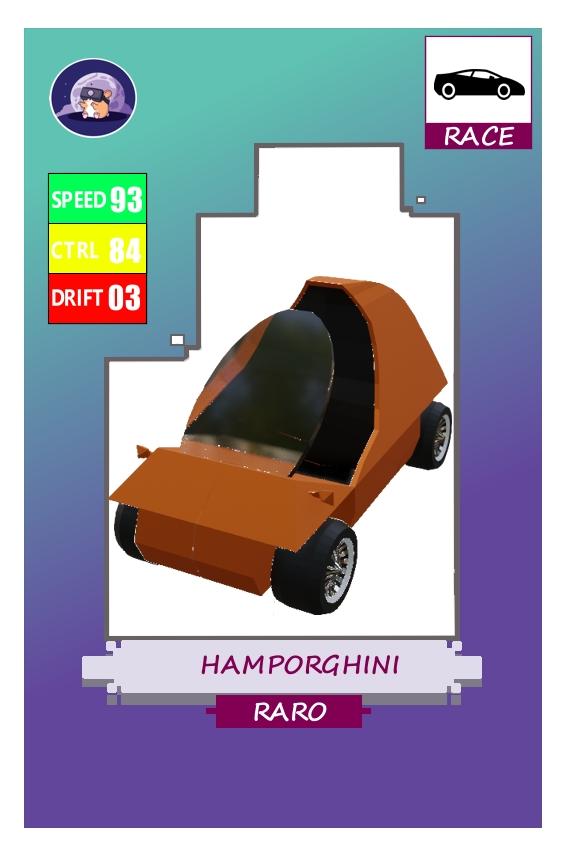 RACE
SPEED 93
CTRL 84
DRIFT 03
HAMPORGHINI
RARO